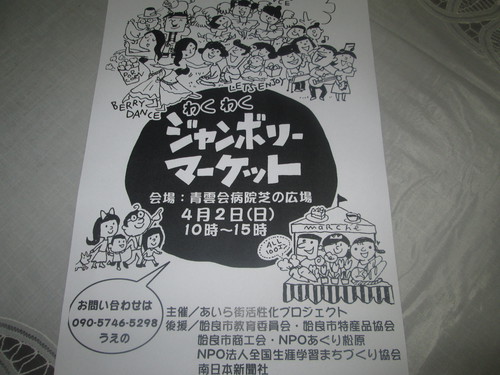 LET'S ENJOY
BERRY DANCE
わく わく
ジャンボリー
マーケット
会場：青雲会病院芝の広場
4月2日(日)
10時～15時
marche
ALL 100円
お問い合わせは
090-5746-5298
うえの
主催／あいら街活性化プロジェクト
後援／姶良市教育委員会・姶良市特産品協会
姶良市商工会・NPOあぐり松原
NPO法人全国生涯学習まちづくり協会
南日本新聞社